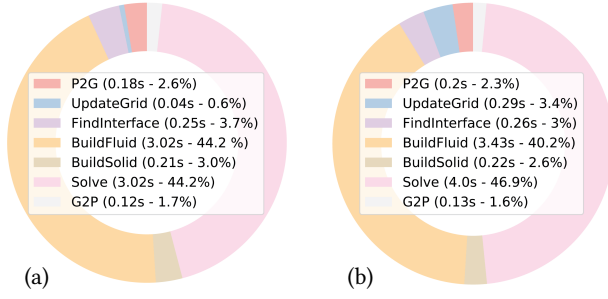 P2G (0.18s - 2.6%)
UpdateGrid (0.04s - 0.6%)
FindInterface (0.25s - 3.7%)
BuildFluid (3.02s - 44.2 %)
BuildSolid (0.21s - 3.0%)
Solve (3.02s - 44.2%)
G2P (0.12s - 1.7%)
(a)
P2G (0.2s - 2.3%)
UpdateGrid (0.29s - 3.4%)
FindInterface (0.26s - 3%)
BuildFluid (3.43s - 40.2%)
BuildSolid (0.22s - 2.6%)
Solve (4.0s - 46.9%)
G2P (0.13s - 1.6%)
(b)